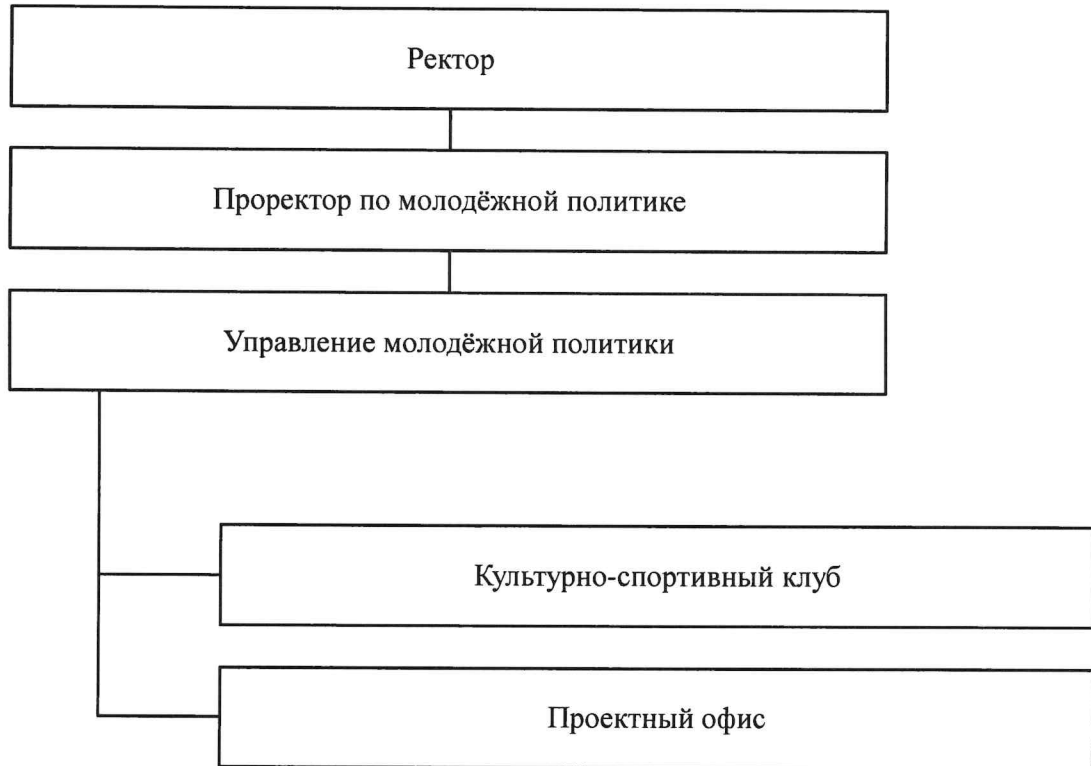 Ректор
Проректор по молодёжной политике
Управление молодёжной политики
Культурно-спортивный клуб
Проектный офис